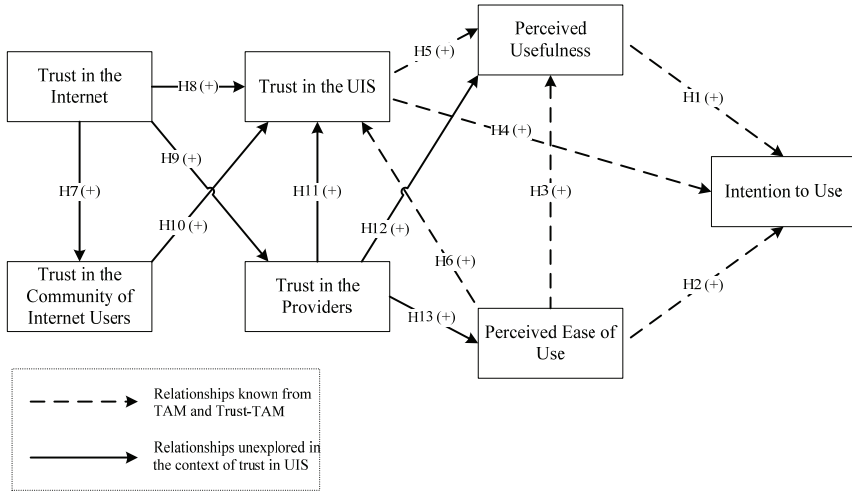 Perceived
Usefulness
H5 (+)
Trust in the
Internet
H8 (+)
Trust in the UIS
H1 (+)
H4 (+)
H9 (+)
H7 (+)
H11 (+)
H3 (+)
Intention to Use
H10 (+)
H12 (+)
H6 (+)
Trust in the
Community of
Internet Users
Trust in the
Providers
H2 (+)
H13 (+)
Perceived Ease of
Use
Relationships known from
TAM and Trust-TAM
Relationships unexplored in
the context of trust in UIS